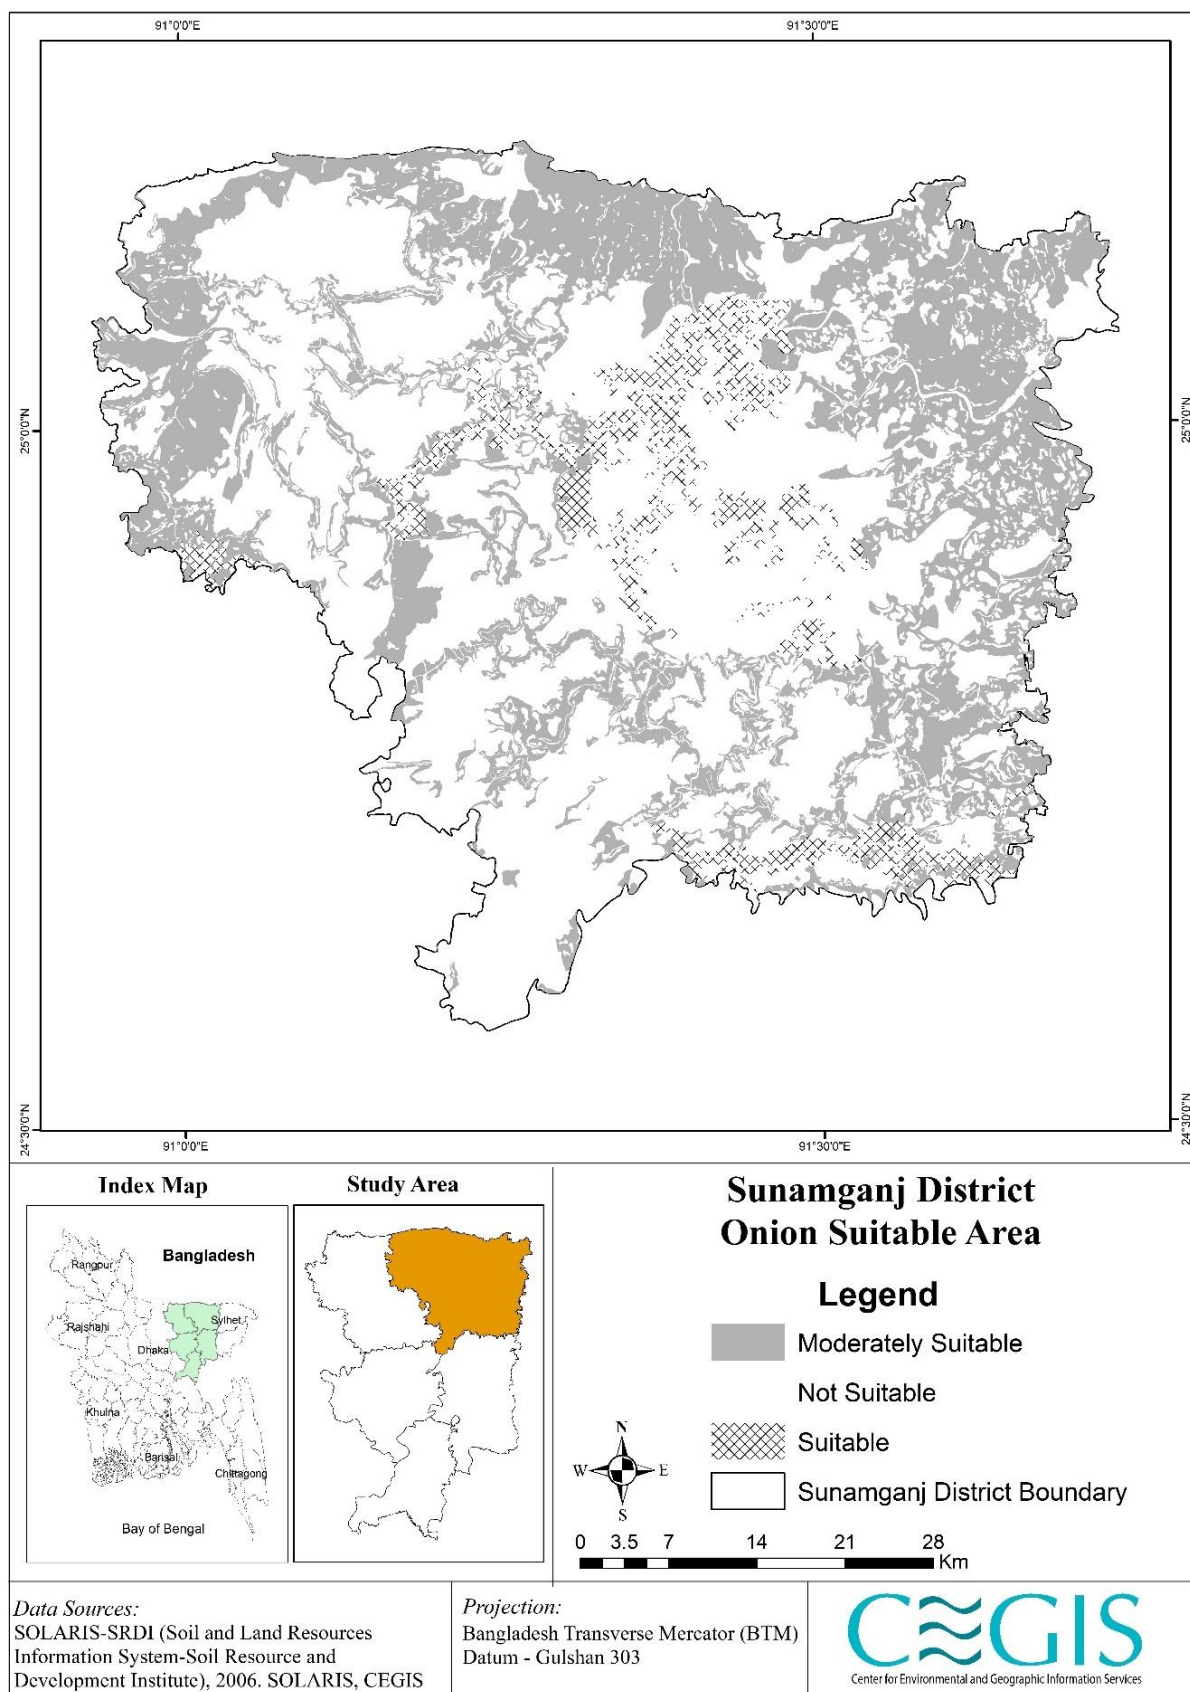 91°0'0"E
91°30'0"E
25°0'0"N
25°0'0"N
24°30'0"N
24°30'0"N
91°0'0"E
91°30'0"E
Index Map
Bangladesh
Rangpur
Rajshahi
Sylhet
Dhaka
Khulna
Barisal
Chittagong
Bay of Bengal
Study Area
Sunamganj District
Onion Suitable Area
Legend
Moderately Suitable
Not Suitable
Suitable
Sunamganj District Boundary
N
W
E
S
0 3.5 7 14 21 28
Km
Data Sources:
SOLARIS-SRDI (Soil and Land Resources
Information System-Soil Resource and
Development Institute), 2006. SOLARIS, CEGIS
Projection:
Bangladesh Transverse Mercator (BTM)
Datum - Gulshan 303
CEGIS
Center for Environmental and Geographic Information Services